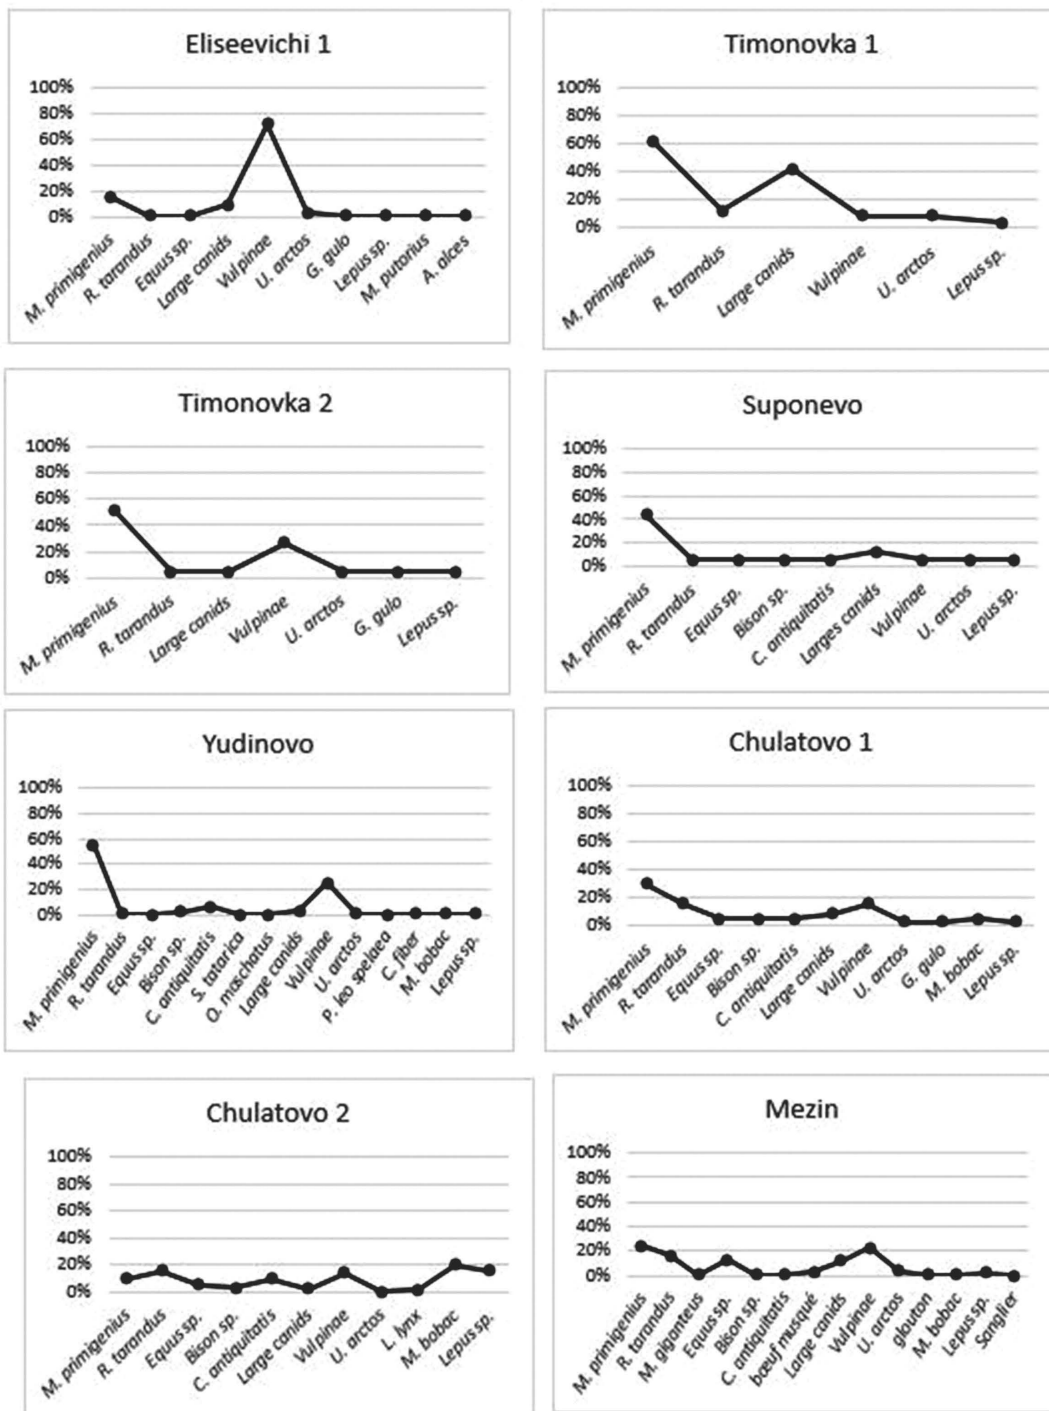 Eliseevichi 1
100%
80%
60%
40%
20%
0%
M. primigenius
R. tarandus
Equus sp.
Large canids
Vulpinae
U. arctos
G. gulo
Lepus sp.
M. putorius
A. alces
Timonovka 1
100%
80%
60%
40%
20%
0%
M. primigenius
R. tarandus
Large canids
Vulpinae
U. arctos
Lepus sp.
Timonovka 2
100%
80%
60%
40%
20%
0%
M. primigenius
R. tarandus
Large canids
Vulpinae
U. arctos
G. gulo
Lepus sp.
Suponevo
100%
80%
60%
40%
20%
0%
M. primigenius
R. tarandus
Equus sp.
Bison sp.
C. antiquitatis
Larges canids
Vulpinae
U. arctos
Lepus sp.
Yudinovo
100%
80%
60%
40%
20%
0%
M. primigenius
R. tarandus
Equus sp.
Bison sp.
C. antiquitatis
S. tatarica
O. moschatus
Large canids
Vulpinae
U. arctos
P. leo spelaea
C. fiber
M. bobac
Lepus sp.
Chulatovo 1
100%
80%
60%
40%
20%
0%
M. primigenius
R. tarandus
Equus sp.
Bison sp.
C. antiquitatis
Large canids
Vulpinae
U. arctos
G. gulo
M. bobac
Lepus sp.
Chulatovo 2
100%
80%
60%
40%
20%
0%
M. primigenius
R. tarandus
Equus sp.
Bison sp.
C. antiquitatis
Large canids
Vulpinae
U. arctos
L. lynx
M. bobac
Lepus sp.
Mezin
100%
80%
60%
40%
20%
0%
M. primigenius
R. tarandus
M. giganteus
Equus sp.
Bison sp.
C. antiquitatis
bœuf musqué
Large canids
Vulpinae
U. arctos
glouton
M. bobac
Lepus sp.
Sanglier